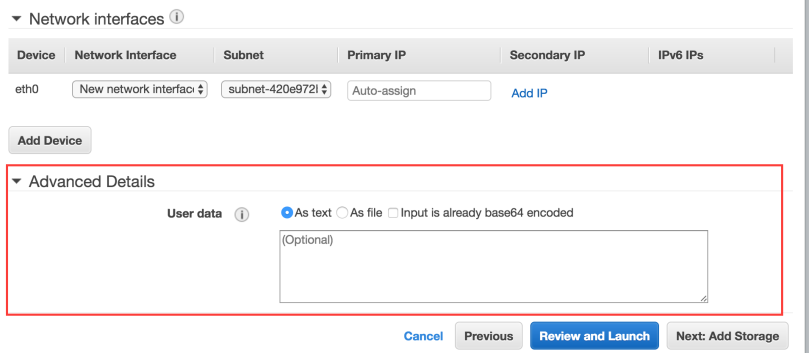 Network interfaces
Device Network Interface Subnet Primary IP Secondary IP IPv6 IPs
eth0 New network interfac subnet-420e972 Auto-assign Add IP
Add Device
Advanced Details
User data As text As file Input is already base64 encoded
(Optional)
Cancel Previous Review and Launch Next: Add Storage